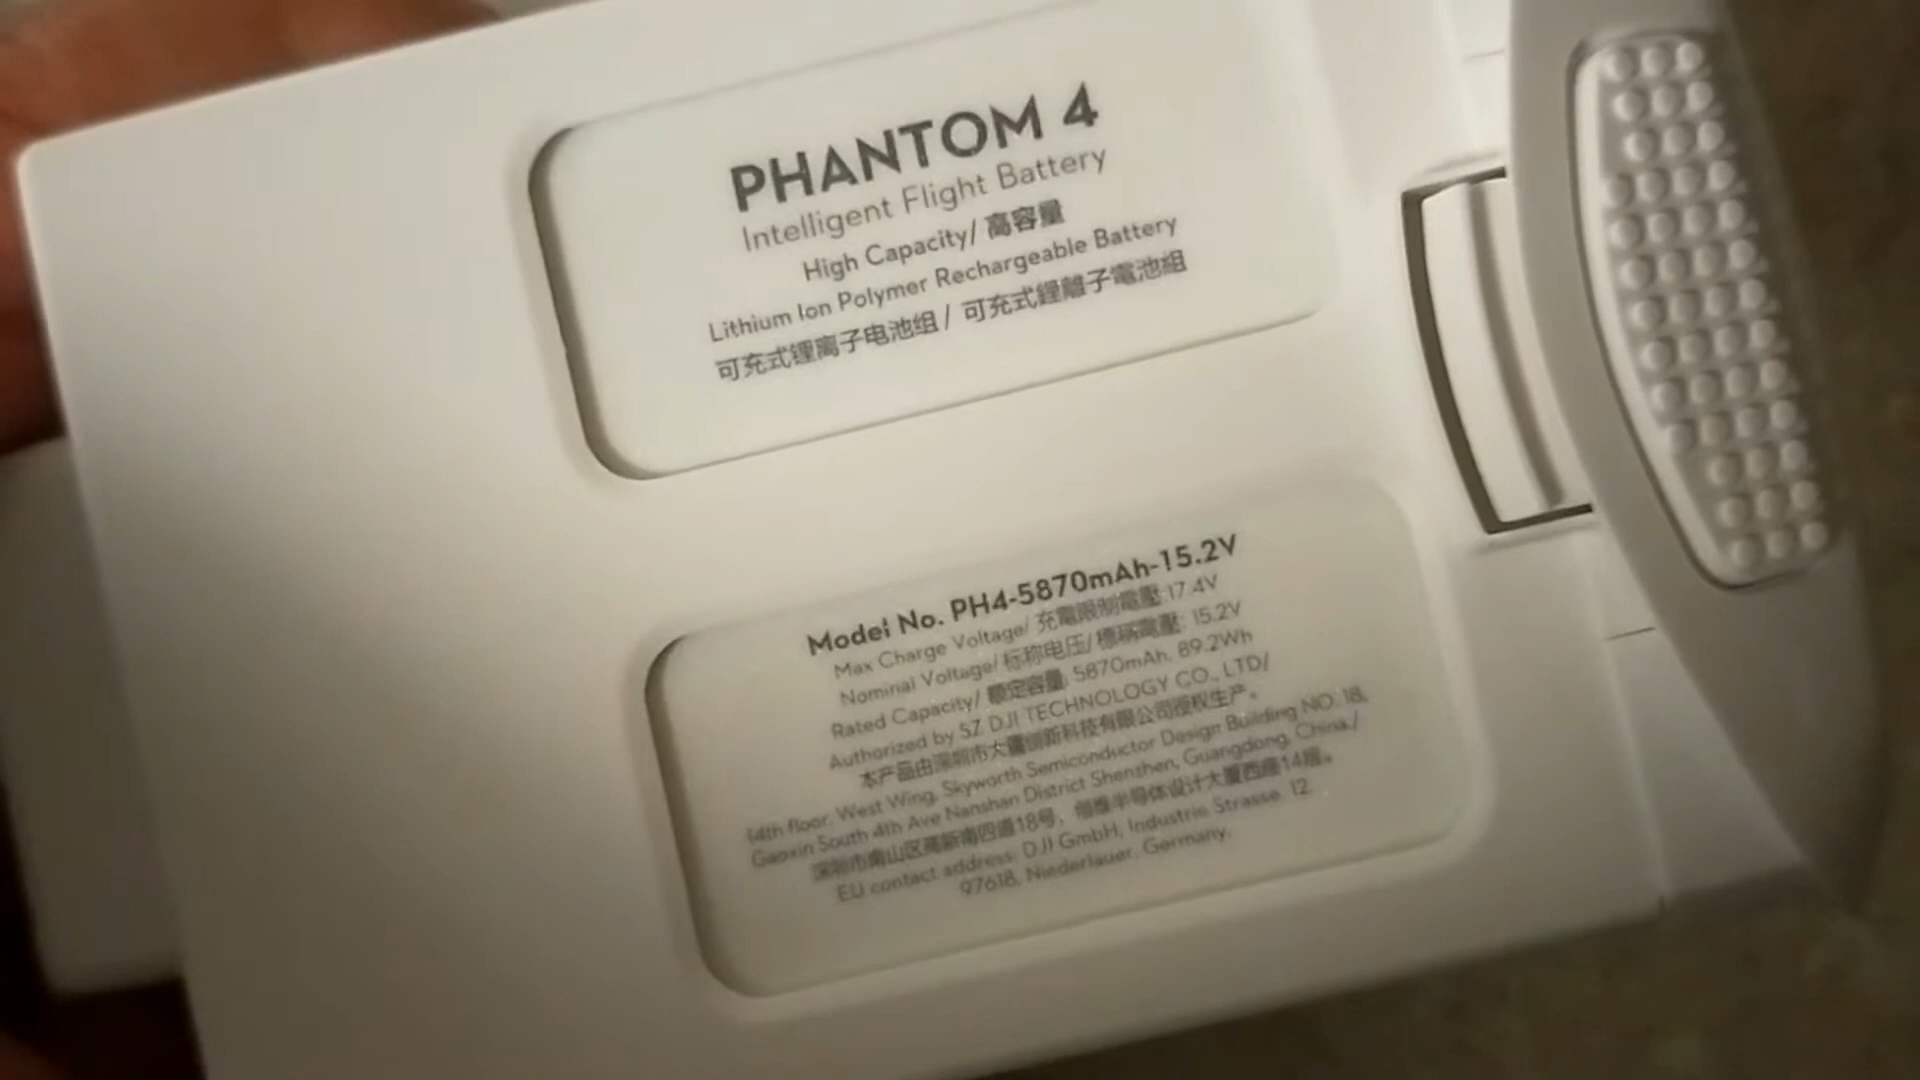 PHANTOM 4
Intelligent Flight Battery
High Capacity/ 高容量
Lithium Ion Polymer Rechargeable Battery
可充式锂离子电池组 / 可充式鋰離子電池組
Model No. PH4-5870mAh-15.2V
Max Charge Voltage/ 充電限制電壓:17.4V
Nominal Voltage/ 标称电压/ 標稱電壓: 15.2V
Rated Capacity/ 额定容量: 5870mAh, 89.2Wh
Authorized by SZ DJI TECHNOLOGY CO., LTD/
本产品由深圳市大疆创新科技有限公司授权生产。
14th floor, West Wing, Skyworth Semiconductor Design Building NO. 18,
Gaoxin South 4th Ave Nanshan District Shenzhen, Guangdong, China./
深圳市南山区高新南四道18号，创维半导体设计大厦西座14层。
EU contact address: DJI GmbH, Industrie Strasse. 12.
97618, Niederlauer, Germany.